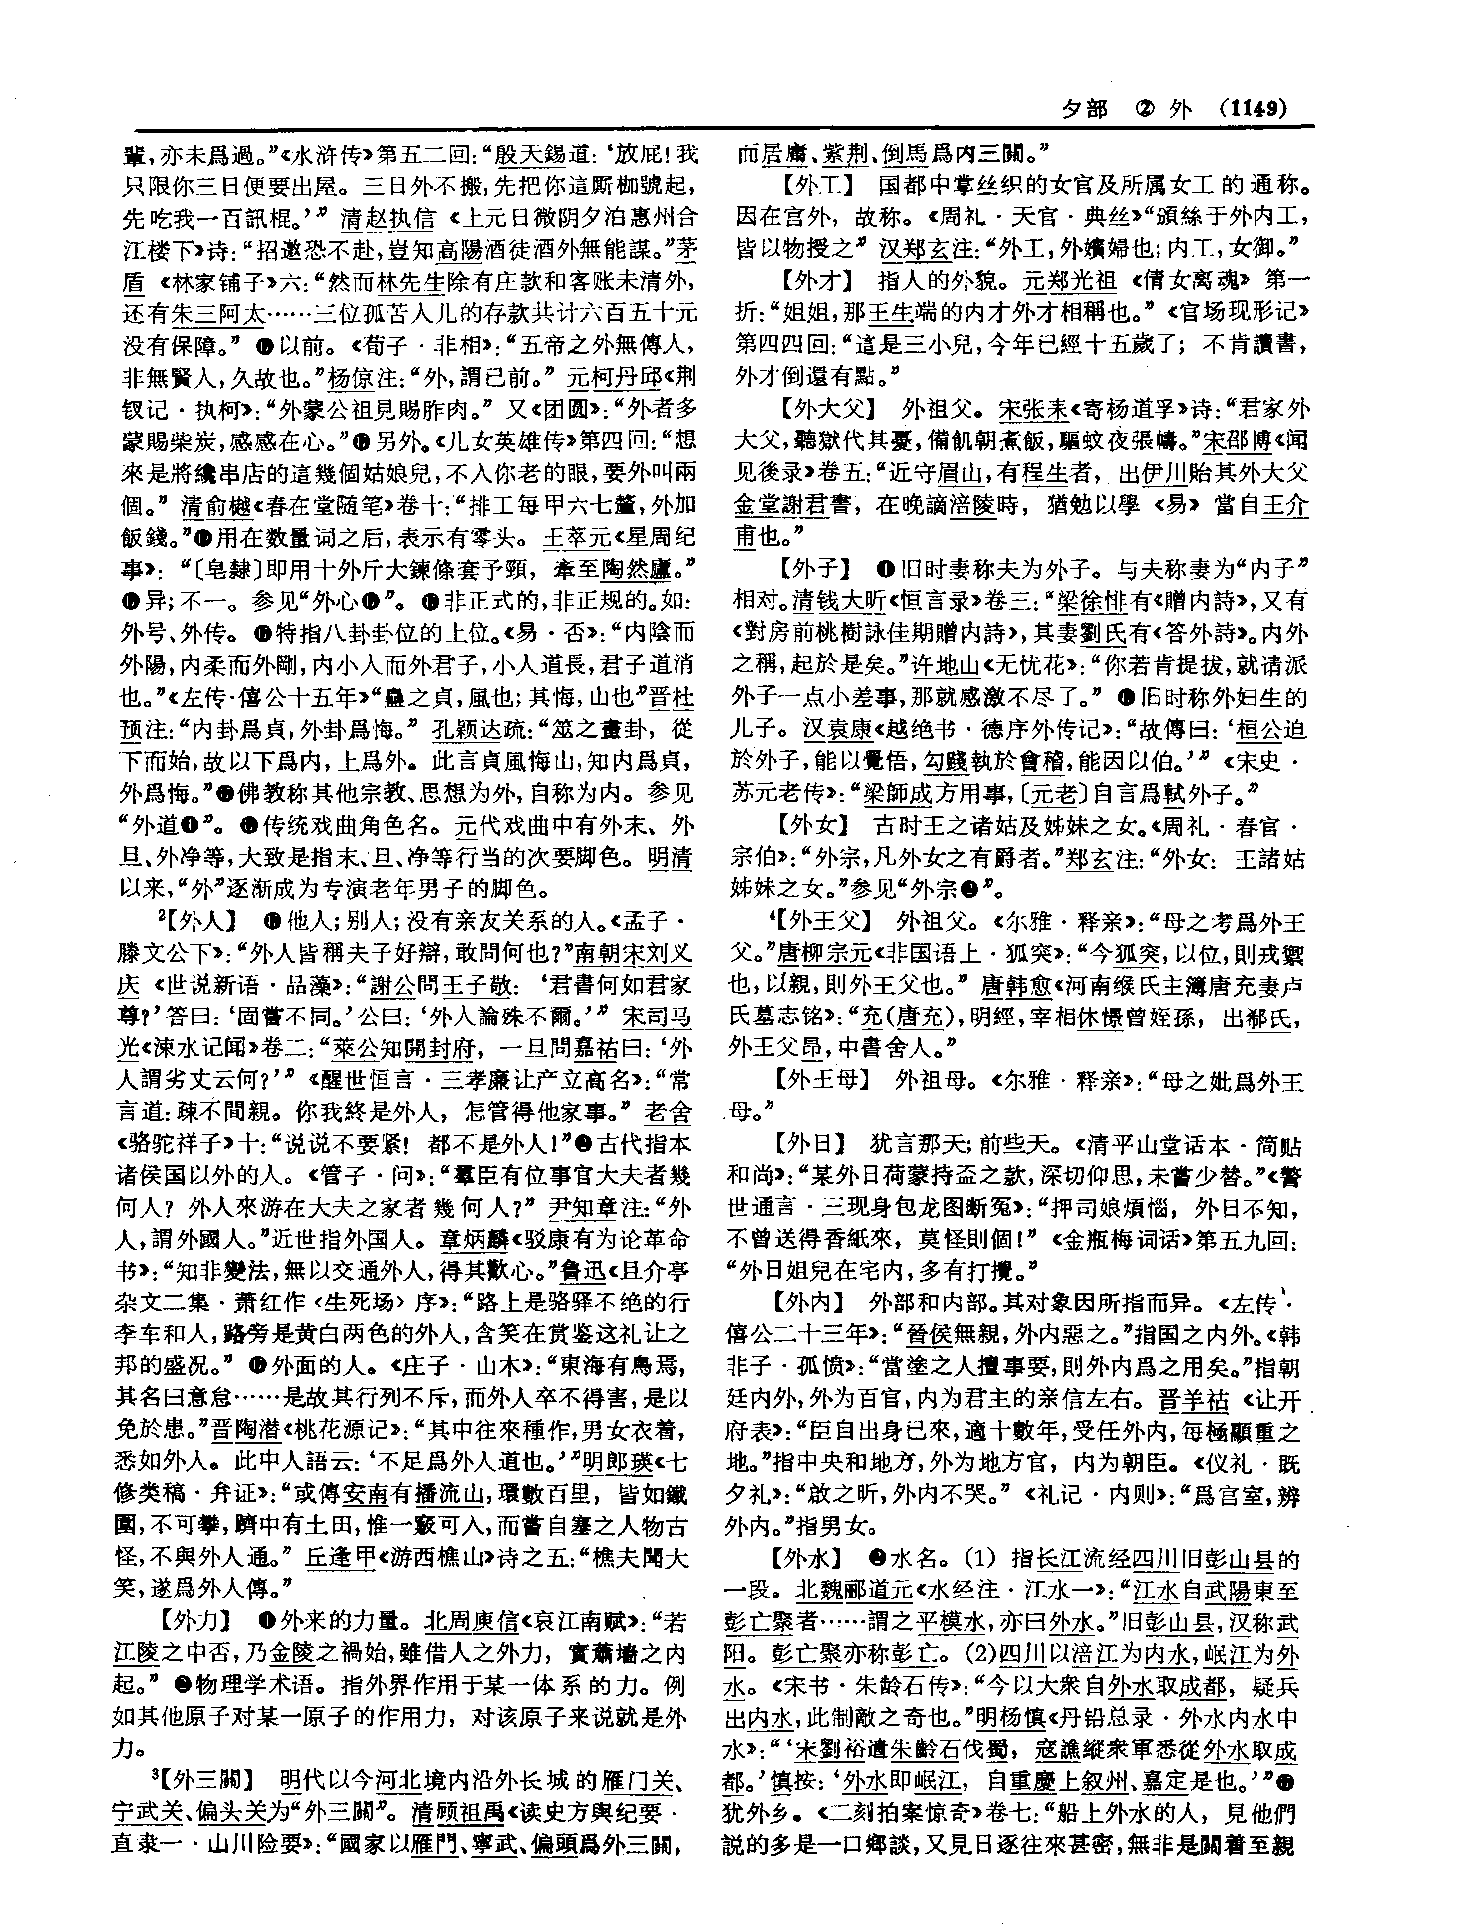 夕部 ② 外 (1149)
輩,亦未爲過。”《水浒传》第五二回:“殷天錫道:‘放屁!我
只限你三日便要出屋。三日外不搬,先把你這厮枷號起,
先吃我一百訊棍。’” 清赵执信《上元日微阴夕泊惠州合
江楼下》诗:“招邀恐不赴,豈知高陽酒徒酒外無能謀。”茅
盾《林家铺子》六:“然而林先生除有庄款和客账未清外,
还有朱三阿太……三位孤苦人儿的存款共计六百五十元
没有保障。” ⓮以前。《荀子·非相》:“五帝之外無傳人,
非無賢人,久故也。”杨倞注:“外,謂已前。” 元柯丹邱《荆
钗记·执柯》:“外蒙公祖見賜胙肉。” 又《团圆》:“外者多
蒙賜柴炭,感感在心。”⓯另外。《儿女英雄传》第四回:“想
來是將纔串店的這幾個姑娘兒,不入你老的眼,要外叫兩
個。” 清俞樾《春在堂随笔》卷十:“排工每甲六七釐,外加
飯錢。”⓰用在数量词之后,表示有零头。 王萃元《星周纪
事》:“〔皂隸〕即用十外斤大鍊條套予頸,牽至陶然廬。”
⓱异;不一。参见“外心⓯”。 ⓲非正式的,非正规的。如:
外号、外传。 ⓳特指八卦卦位的上位。《易·否》:“内陰而
外陽,内柔而外剛,内小人而外君子,小人道長,君子道消
也。”《左传·僖公十五年》“蠱之貞,風也;其悔,山也”晋杜
预注:“内卦爲貞,外卦爲悔。” 孔颖达疏:“筮之畫卦,從
下而始,故以下爲内,上爲外。此言貞風悔山,知内爲貞,
外爲悔。”⓴佛教称其他宗教、思想为外,自称为内。参见
“外道❶”。 ㉑传统戏曲角色名。元代戏曲中有外末、外
旦、外净等,大致是指末、旦、净等行当的次要脚色。明清
以来,“外”逐渐成为专演老年男子的脚色。
²【外人】 ❶他人;别人;没有亲友关系的人。《孟子·
滕文公下》:“外人皆稱夫子好辯,敢問何也?”南朝宋刘义
庆《世说新语·品藻》:“謝公問王子敬:‘君書何如君家
尊?’答曰:‘固當不同。’公曰:‘外人論殊不爾。’” 宋司马
光《涑水记闻》卷二:“萊公知開封府,一旦問嘉祐曰:‘外
人謂劣丈云何?’”《醒世恒言·三孝廉让产立高名》:“常
言道:疎不間親。你我終是外人,怎管得他家事。” 老舍
《骆驼祥子》十:“说说不要紧!都不是外人!”❷古代指本
诸侯国以外的人。《管子·问》:“羣臣有位事官大夫者幾
何人?外人來游在大夫之家者幾何人?” 尹知章注:“外
人,謂外國人。”近世指外国人。章炳麟《驳康有为论革命
书》:“知非變法,無以交通外人,得其歡心。”鲁迅《且介亭
杂文二集·萧红作〈生死场〉序》:“路上是骆驿不绝的行
李车和人,路旁是黄白两色的外人,含笑在赏鉴这礼让之
邦的盛况。” ❸外面的人。《庄子·山木》:“東海有鳥焉,
其名曰意怠……是故其行列不斥,而外人卒不得害,是以
免於患。”晋陶潜《桃花源记》:“其中往來種作,男女衣着,
悉如外人。此中人語云:‘不足爲外人道也。’”明郎瑛《七
修类稿·弁证》:“或傳安南有播流山,環數百里,皆如鐵
圍,不可攀,躋中有土田,惟一竅可入,而嘗自塞之人物古
怪,不與外人通。” 丘逢甲《游西樵山》诗之五:“樵夫聞大
笑,遂爲外人傳。”
【外力】 ❶外来的力量。北周庾信《哀江南赋》:“若
江陵之中否,乃金陵之禍始,雖借人之外力,實蕭墻之内
起。” ❷物理学术语。指外界作用于某一体系的力。例
如其他原子对某一原子的作用力,对该原子来说就是外
力。
³【外三關】 明代以今河北境内沿外长城的雁门关、
宁武关、偏头关为“外三關”。清顾祖禹《读史方舆纪要·
直隶一·山川险要》:“國家以雁門、寧武、偏頭爲外三關,
而居庸、紫荆、倒馬爲内三關。”
【外工】 国都中掌丝织的女官及所属女工的通称。
因在宫外,故称。《周礼·天官·典丝》“頒絲于外内工,
皆以物授之” 汉郑玄注:“外工,外嬪婦也;内工,女御。”
【外才】 指人的外貌。元郑光祖《倩女离魂》第一
折:“姐姐,那王生端的内才外才相稱也。”《官场现形记》
第四四回:“這是三小兒,今年已經十五歲了;不肯讀書,
外才倒還有點。”
【外大父】 外祖父。宋张耒《寄杨道孚》诗:“君家外
大父,聽獄代其憂,備飢朝煮飯,驅蚊夜張幬。”宋邵博《闻
见後录》卷五:“近守眉山,有程生者,出伊川貽其外大父
金堂謝君書,在晚謫涪陵時,猶勉以學《易》當自王介
甫也。”
【外子】 ❶旧时妻称夫为外子。与夫称妻为“内子”
相对。清钱大昕《恒言录》卷三:“梁徐悱有《贈内詩》,又有
《對房前桃樹詠佳期贈内詩》,其妻劉氏有《答外詩》。内外
之稱,起於是矣。”许地山《无忧花》:“你若肯提拔,就请派
外子一点小差事,那就感激不尽了。” ❷旧时称外妇生的
儿子。汉袁康《越绝书·德序外传记》:“故傳曰:‘桓公迫
於外子,能以覺悟,勾踐執於會稽,能因以伯。’”《宋史·
苏元老传》:“梁師成方用事,〔元老〕自言爲軾外子。”
【外女】 古时王之诸姑及姊妹之女。《周礼·春官·
宗伯》:“外宗,凡外女之有爵者。”郑玄注:“外女:王諸姑
姊妹之女。”参见“外宗❷”。
⁴【外王父】 外祖父。《尔雅·释亲》:“母之考爲外王
父。”唐柳宗元《非国语上·狐突》:“今狐突,以位,則戎禦
也,以親,則外王父也。” 唐韩愈《河南缑氏主簿唐充妻卢
氏墓志铭》:“充(唐充),明經,宰相休憬曾姪孫,出郗氏,
外王父昂,中書舍人。”
【外王母】 外祖母。《尔雅·释亲》:“母之妣爲外王
母。”
【外日】 犹言那天;前些天。《清平山堂话本·简贴
和尚》:“某外日荷蒙持盃之款,深切仰思,未嘗少替。”《警
世通言·三现身包龙图断冤》:“押司娘煩惱,外日不知,
不曾送得香紙來,莫怪則個!”《金瓶梅词话》第五九回:
“外日姐兒在宅内,多有打攪。”
【外内】 外部和内部。其对象因所指而异。《左传·
僖公二十三年》:“晉侯無親,外内惡之。”指国之内外。《韩
非子·孤愤》:“當塗之人擅事要,則外内爲之用矣。”指朝
廷内外,外为百官,内为君主的亲信左右。晋羊祜《让开
府表》:“臣自出身已來,適十數年,受任外内,每極顯重之
地。”指中央和地方,外为地方官,内为朝臣。《仪礼·既
夕礼》:“啟之昕,外内不哭。”《礼记·内则》:“爲宫室,辨
外内。”指男女。
【外水】 ❶水名。(1) 指长江流经四川旧彭山县的
一段。北魏郦道元《水经注·江水一》:“江水自武陽東至
彭亡聚者……謂之平模水,亦曰外水。”旧彭山县,汉称武
阳。彭亡聚亦称彭亡。(2)四川以涪江为内水,岷江为外
水。《宋书·朱龄石传》:“今以大衆自外水取成都,疑兵
出内水,此制敵之奇也。”明杨慎《丹铅总录·外水内水中
水》:“‘宋劉裕遣朱齡石伐蜀,寇譙縱衆軍悉從外水取成
都。’慎按:‘外水即岷江,自重慶上叙州、嘉定是也。’”❷
犹外乡。《二刻拍案惊奇》卷七:“船上外水的人,見他們
説的多是一口鄉談,又見日逐往來甚密,無非是關着至親